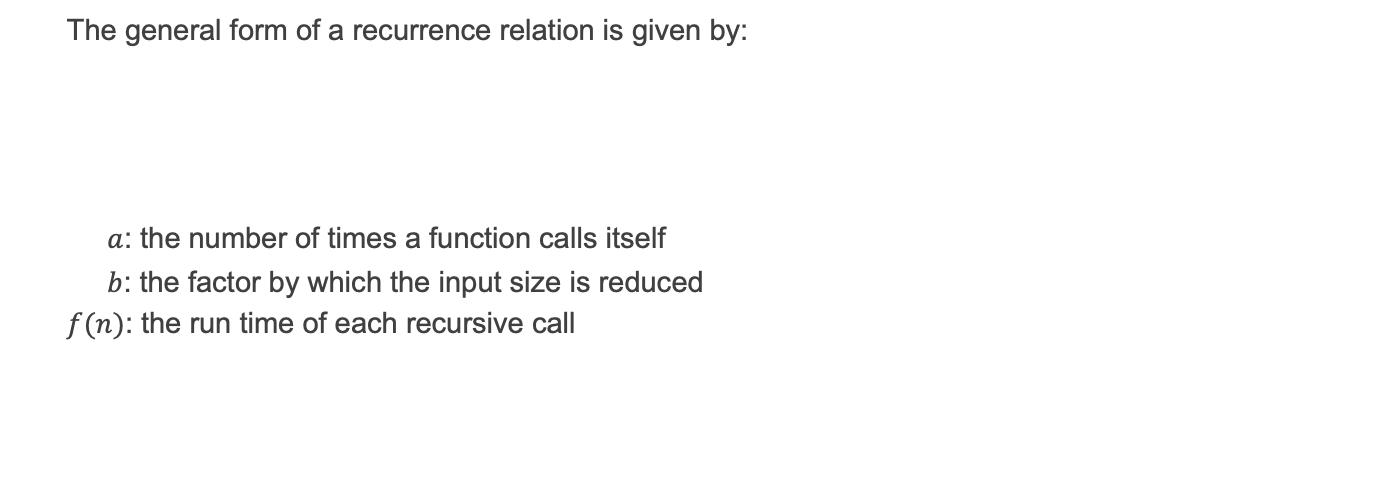 The general form of a recurrence relation is given by:
a: the number of times a function calls itself
b: the factor by which the input size is reduced
f(n): the run time of each recursive call